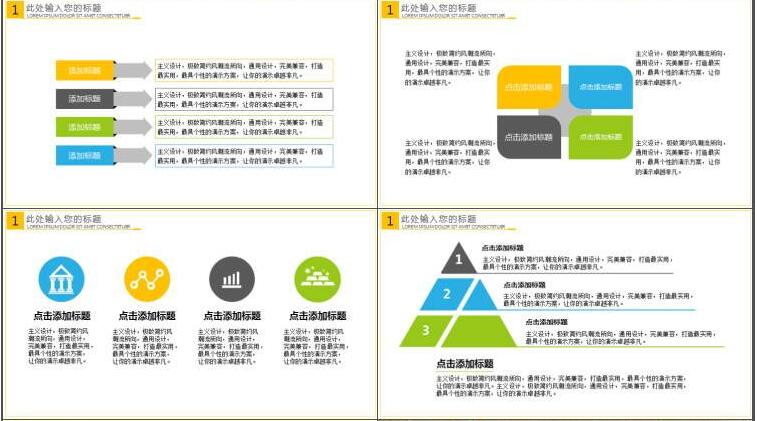 1 此处输入您的标题
LOREM IPSUM DOLOR SIT AMET CONSECTETUER
添加标题
主义设计，极致简约风潮流所向，通用设计，完美兼容，打造
最实用，最具个性的演示方案，让你的演示卓越非凡。
添加标题
主义设计，极致简约风潮流所向，通用设计，完美兼容，打造
最实用，最具个性的演示方案，让你的演示卓越非凡。
添加标题
主义设计，极致简约风潮流所向，通用设计，完美兼容，打造
最实用，最具个性的演示方案，让你的演示卓越非凡。
添加标题
主义设计，极致简约风潮流所向，通用设计，完美兼容，打造
最实用，最具个性的演示方案，让你的演示卓越非凡。
1 此处输入您的标题
LOREM IPSUM DOLOR SIT AMET CONSECTETUER
主义设计，极致简约风潮流所向，
通用设计，完美兼容，打造最实
用，最具个性的演示方案，让你
的演示卓越非凡。
点击添加标题
点击添加标题
主义设计，极致简约风潮流所向，
通用设计，完美兼容，打造最实
用，最具个性的演示方案，让你
的演示卓越非凡。
主义设计，极致简约风潮流所向，
通用设计，完美兼容，打造最实
用，最具个性的演示方案，让你
的演示卓越非凡。
点击添加标题
点击添加标题
主义设计，极致简约风潮流所向，
通用设计，完美兼容，打造最实
用，最具个性的演示方案，让你
的演示卓越非凡。
1 此处输入您的标题
LOREM IPSUM DOLOR SIT AMET CONSECTETUER
点击添加标题
主义设计，极致简约风
潮流所向，通用设计，
完美兼容，打造最实用，
最具个性的演示方案，
让你的演示卓越非凡。
点击添加标题
主义设计，极致简约风
潮流所向，通用设计，
完美兼容，打造最实用，
最具个性的演示方案，
让你的演示卓越非凡。
点击添加标题
主义设计，极致简约风
潮流所向，通用设计，
完美兼容，打造最实用，
最具个性的演示方案，
让你的演示卓越非凡。
点击添加标题
主义设计，极致简约风
潮流所向，通用设计，
完美兼容，打造最实用，
最具个性的演示方案，
让你的演示卓越非凡。
1 此处输入您的标题
LOREM IPSUM DOLOR SIT AMET CONSECTETUER
1
点击添加标题
主义设计，极致简约风潮流所向，通用设计，完美兼容，打造最实用，
最具个性的演示方案，让你的演示卓越非凡。
2
点击添加标题
主义设计，极致简约风潮流所向，通用设计，完美兼容，打造最实用，
最具个性的演示方案，让你的演示卓越非凡。
3
点击添加标题
主义设计，极致简约风潮流所向，通用设计，完美兼容，打造最实用，
最具个性的演示方案，让你的演示卓越非凡。
点击添加标题
主义设计，极致简约风潮流所向，通用设计，完美兼容，打造最实用，最具个性的演示方案，
让你的演示卓越非凡。主义设计，极致简约风潮流所向，通用设计，完美兼容，打造最实用，
最具个性的演示方案，让你的演示卓越非凡。